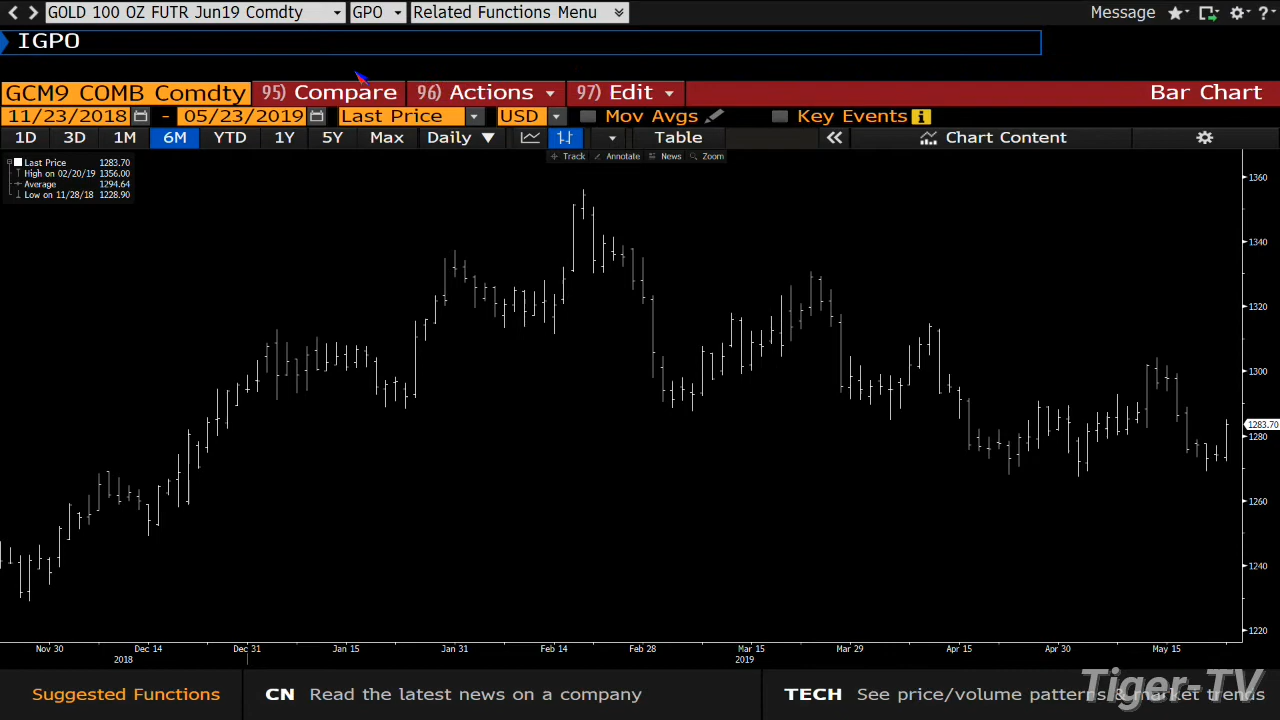 GOLD 100 OZ FUTR Jun19 Comdty GPO Related Functions Menu Message ?
IGPO
GCM9 COMB Comdty 95) Compare 96) Actions 97) Edit Bar Chart
11/23/2018 - 05/23/2019 Last Price USD Mov Avgs Key Events i
1D 3D 1M 6M YTD 1Y 5Y Max Daily Table Chart Content
Track Annotate News Zoom
Last Price 1283.70
High on 02/20/19 1356.00
Average 1294.64
Low on 11/28/18 1228.90
1360
1340
1320
1300
1283.70
1280
1260
1240
1220
Nov 30 Dec 14 Dec 31 Jan 15 Jan 31 Feb 14 Feb 28 Mar 15 Mar 29 Apr 15 Apr 30 May 15
2018 2019
Suggested Functions CN Read the latest news on a company TECH See price/volume patterns & market trends
Tiger-TV